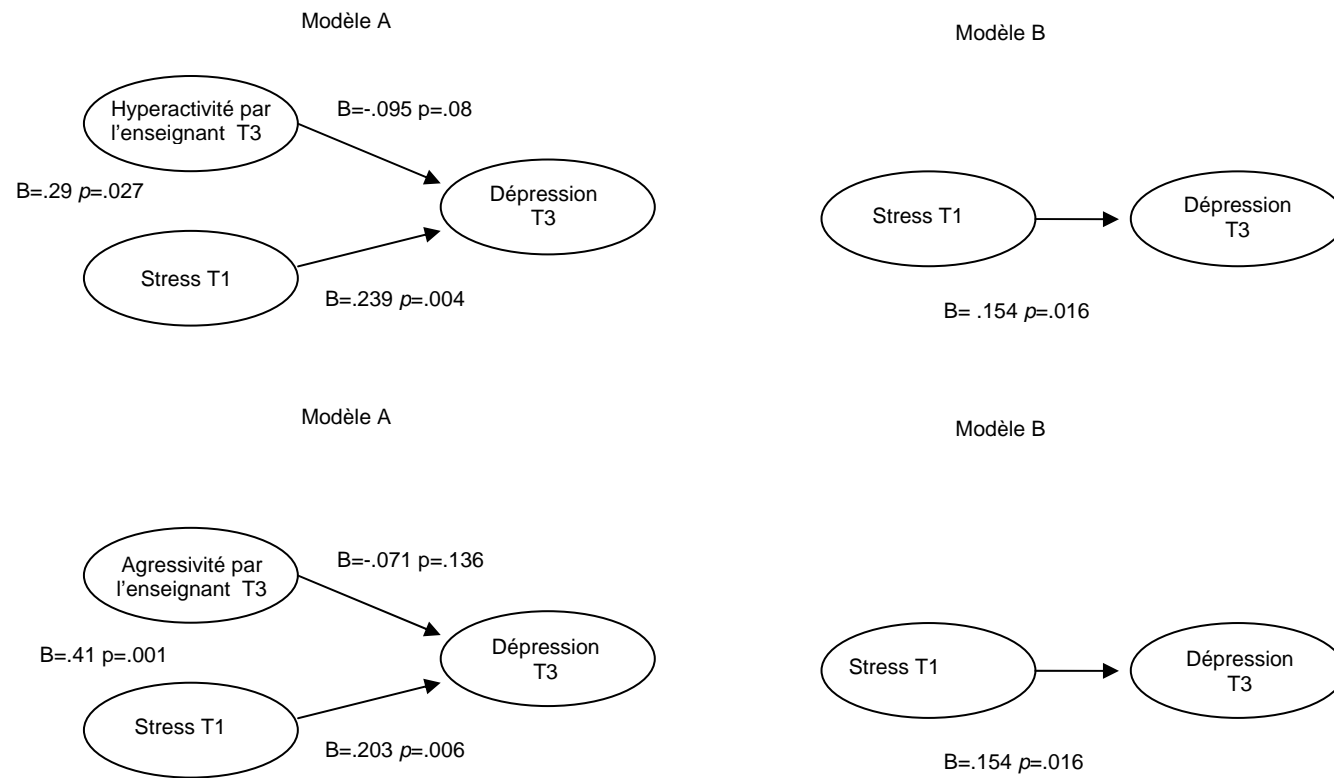 Modèle A
Modèle B
Hyperactivité par
l'enseignant T3
B=-.095 p=.08
B=.29 p=.027
Dépression
T3
Stress T1
B=.239 p=.004
Stress T1
Dépression
T3
B= .154 p=.016
Modèle A
Modèle B
Agressivité par
l'enseignant T3
B=-.071 p=.136
B=.41 p=.001
Dépression
T3
Stress T1
B=.203 p=.006
Stress T1
Dépression
T3
B=.154 p=.016